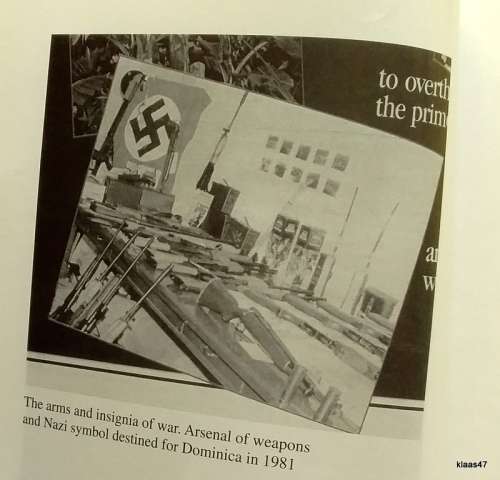 to overth
the prim
The arms and insignia of war. Arsenal of weapons
and Nazi symbol destined for Dominica in 1981
klaas47